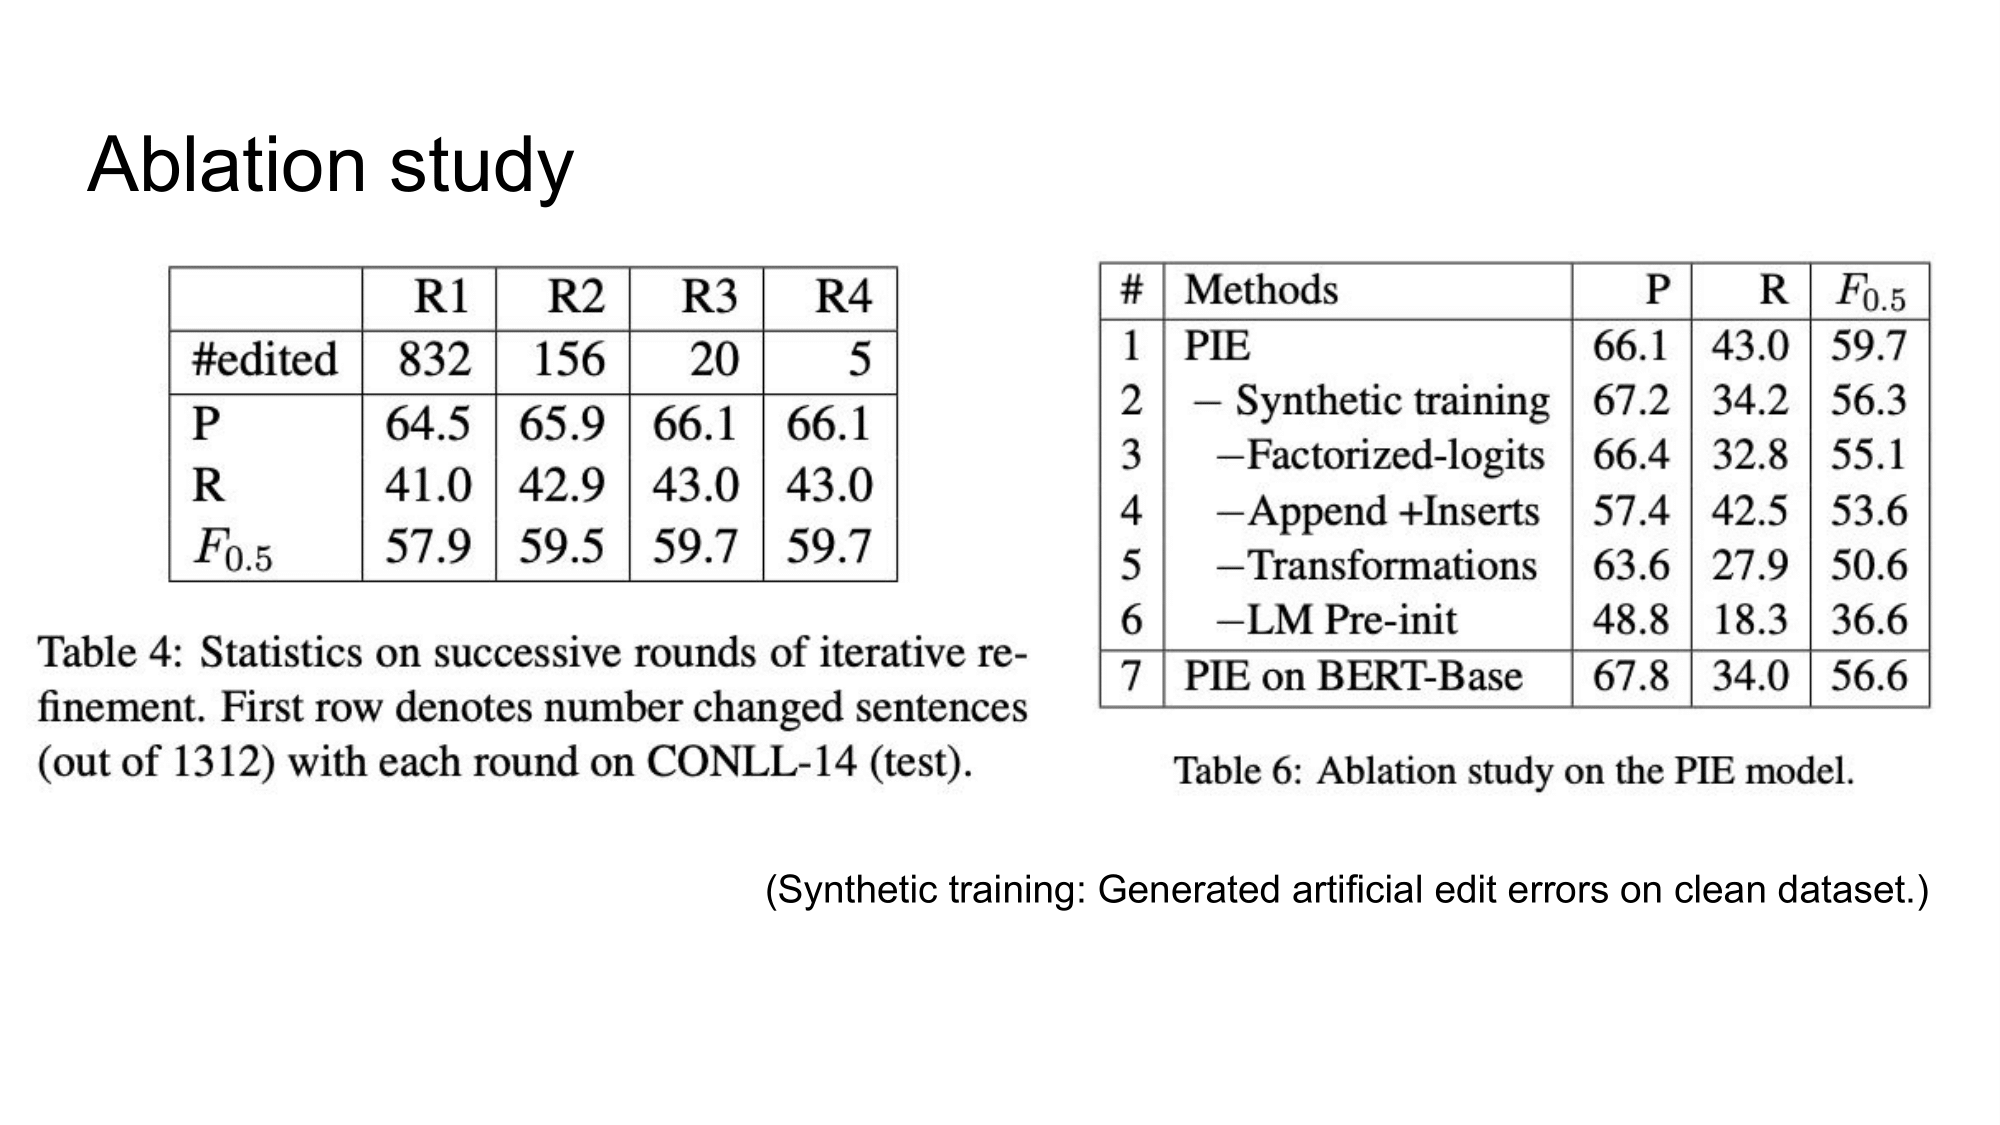 Ablation study
R1 R2 R3 R4
#edited 832 156 20 5
P 64.5 65.9 66.1 66.1
R 41.0 42.9 43.0 43.0
F0.5 57.9 59.5 59.7 59.7
Table 4: Statistics on successive rounds of iterative re-
finement. First row denotes number changed sentences
(out of 1312) with each round on CONLL-14 (test).
# Methods P R F0.5
1 PIE 66.1 43.0 59.7
2 – Synthetic training 67.2 34.2 56.3
3 –Factorized-logits 66.4 32.8 55.1
4 –Append +Inserts 57.4 42.5 53.6
5 –Transformations 63.6 27.9 50.6
6 –LM Pre-init 48.8 18.3 36.6
7 PIE on BERT-Base 67.8 34.0 56.6
Table 6: Ablation study on the PIE model.
(Synthetic training: Generated artificial edit errors on clean dataset.)